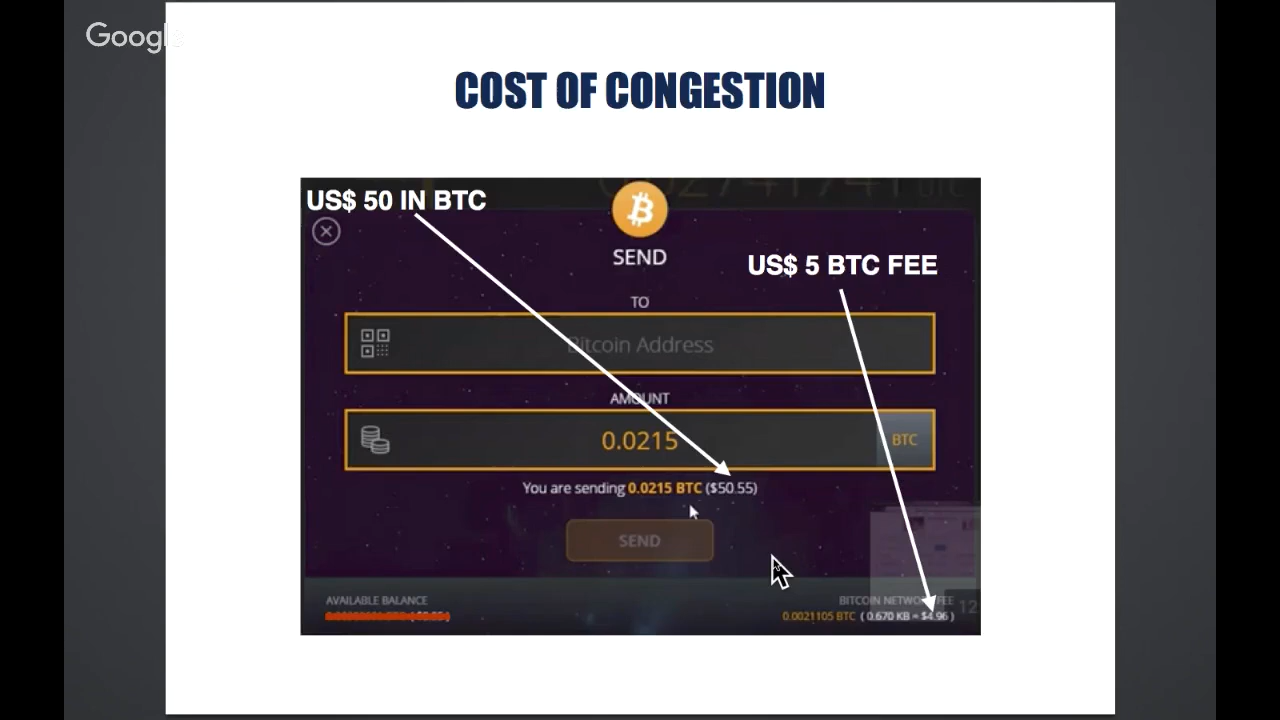 Google
COST OF CONGESTION
US$ 50 IN BTC
SEND
US$ 5 BTC FEE
TO
Bitcoin Address
AMOUNT
0.0215
BTC
You are sending 0.0215 BTC ($50.55)
SEND
AVAILABLE BALANCE
BITCOIN NETWORK FEE
12
0.0021105 BTC ( 0.670 KB = $4.96 )